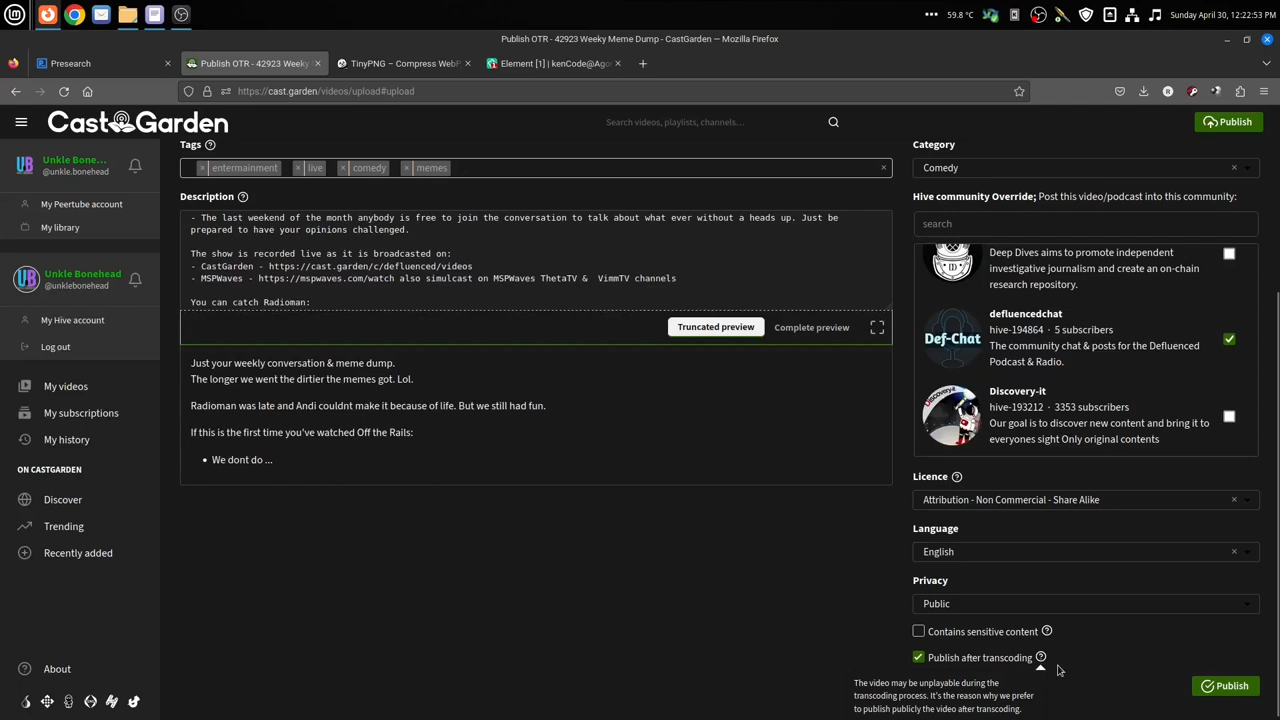 59.8 °C
Sunday April 30, 12:22:53 PM
Publish OTR - 42923 Weekly Meme Dump - CastGarden — Mozilla Firefox
Presearch
Publish OTR - 42923 Weekly
TinyPNG – Compress WebP
Element [1] | kenCode@Agor
https://cast.garden/videos/upload#upload
Cast Garden
Search videos, playlists, channels...
Publish
UB
Unkle Bone...
@unkle.bonehead
My Peertube account
My library
UB
Unkle Bonehead
@unklebonehead
My Hive account
Log out
My videos
My subscriptions
My history
ON CASTGARDEN
Discover
Trending
Recently added
About
Tags
× entermainment × live × comedy × memes ×
Description
- The last weekend of the month anybody is free to join the conversation to talk about what ever without a heads up. Just be
prepared to have your opinions challenged.
The show is recorded live as it is broadcasted on:
- CastGarden - https://cast.garden/c/defluenced/videos
- MSPWaves - https://mspwaves.com/watch also simulcast on MSPWaves ThetaTV & VimmTV channels
You can catch Radioman:
Truncated preview Complete preview
Just your weekly conversation & meme dump.
The longer we went the dirtier the memes got. Lol.
Radioman was late and Andi couldnt make it because of life. But we still had fun.
If this is the first time you've watched Off the Rails:
• We dont do ...
Category
Comedy ×
Hive community Override; Post this video/podcast into this community:
search
Deep Dives aims to promote independent
investigative journalism and create an on-chain
research repository.
Def-Chat
defluencedchat
hive-194864 · 5 subscribers
The community chat & posts for the Defluenced
Podcast & Radio.
Discovery-it
hive-193212 · 3353 subscribers
Our goal is to discover new content and bring it to
everyones sight Only original contents
Licence
Attribution - Non Commercial - Share Alike ×
Language
English ×
Privacy
Public
Contains sensitive content
Publish after transcoding
The video may be unplayable during the
transcoding process. It's the reason why we prefer
to publish publicly the video after transcoding.
Publish